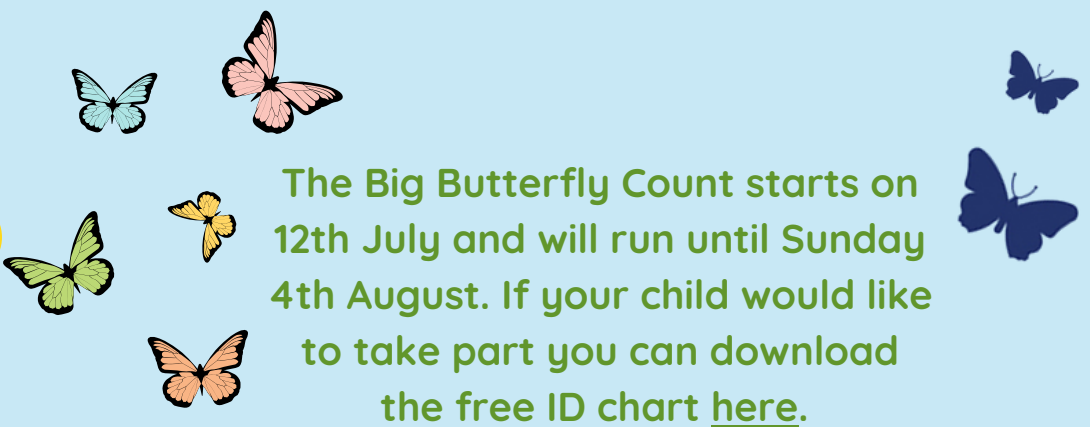 The Big Butterfly Count starts on
12th July and will run until Sunday
4th August. If your child would like
to take part you can download
the free ID chart here.